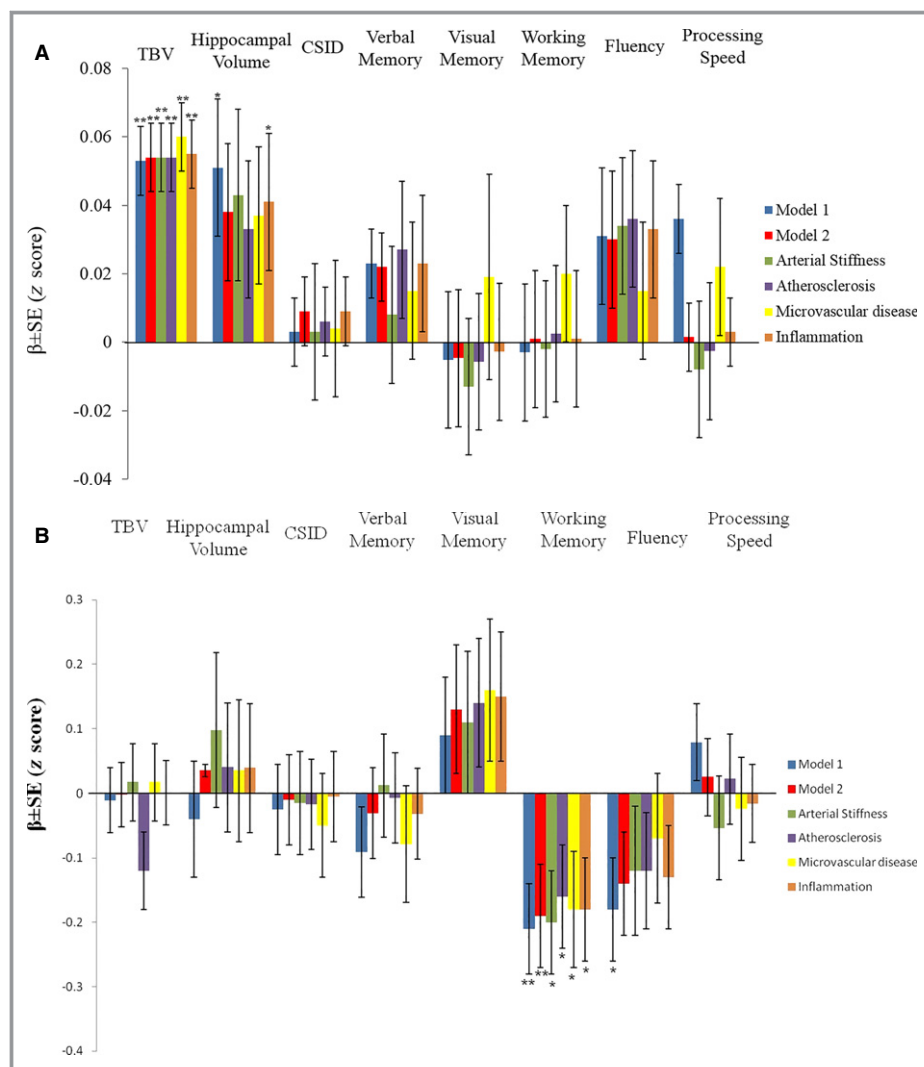 A
TBV
Hippocampal
Volume
CSID
Verbal
Memory
Visual
Memory
Working
Memory
Fluency
Processing
Speed
β±SE (z score)
0.08
0.06
0.04
0.02
0
-0.02
-0.04
** ** ** ** ** **
* *
Model 1
Model 2
Arterial Stiffness
Atherosclerosis
Microvascular disease
Inflammation
B
TBV
Hippocampal
Volume
CSID
Verbal
Memory
Visual
Memory
Working
Memory
Fluency
Processing
Speed
β±SE (z score)
0.3
0.2
0.1
0
-0.1
-0.2
-0.3
-0.4
** ** * * * *
*
Model 1
Model 2
Arterial Stiffness
Atherosclerosis
Microvascular disease
Inflammation